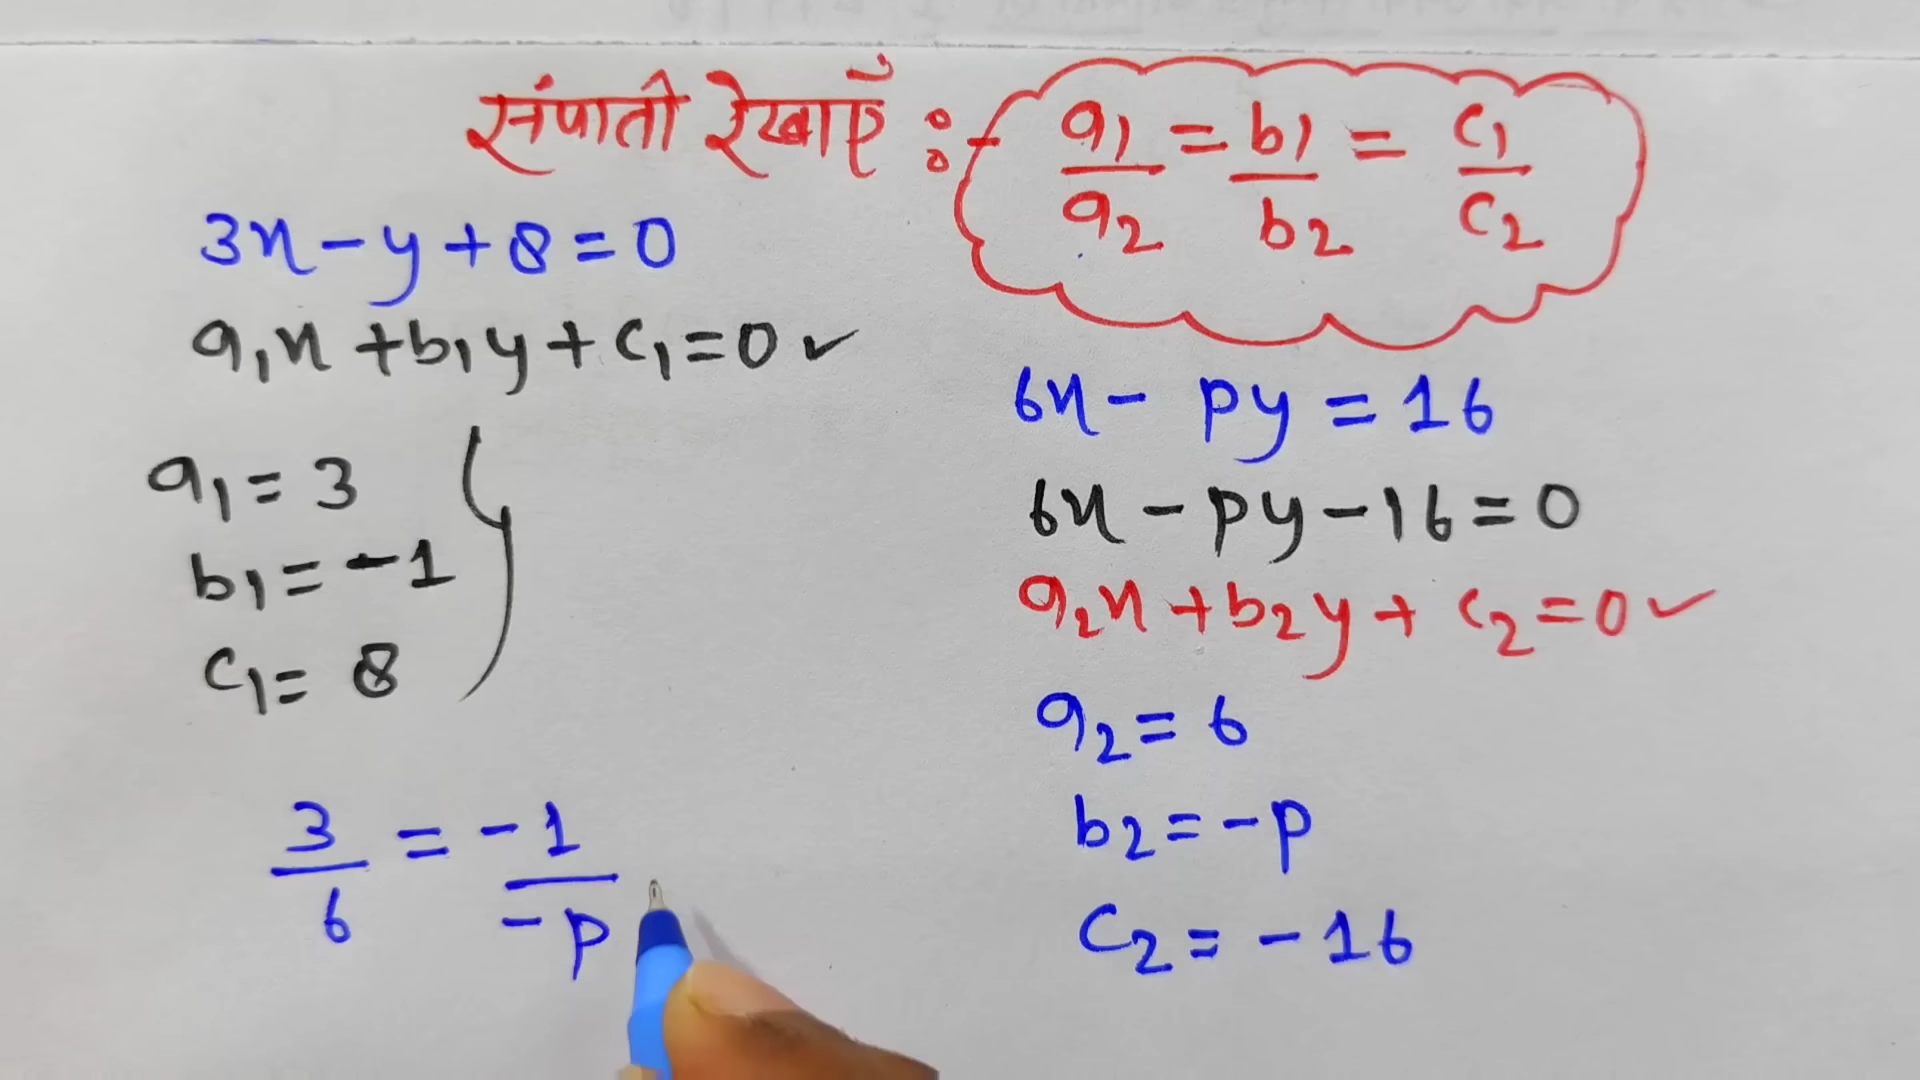 संपाती रेखाएँ :- a1/a2 = b1/b2 = c1/c2
3x - y + 8 = 0
a1x + b1y + c1 = 0 ✓
a1 = 3
b1 = -1
c1 = 8
3/6 = -1/-p
6x - py = 16
6x - py - 16 = 0
a2x + b2y + c2 = 0 ✓
a2 = 6
b2 = -p
c2 = -16